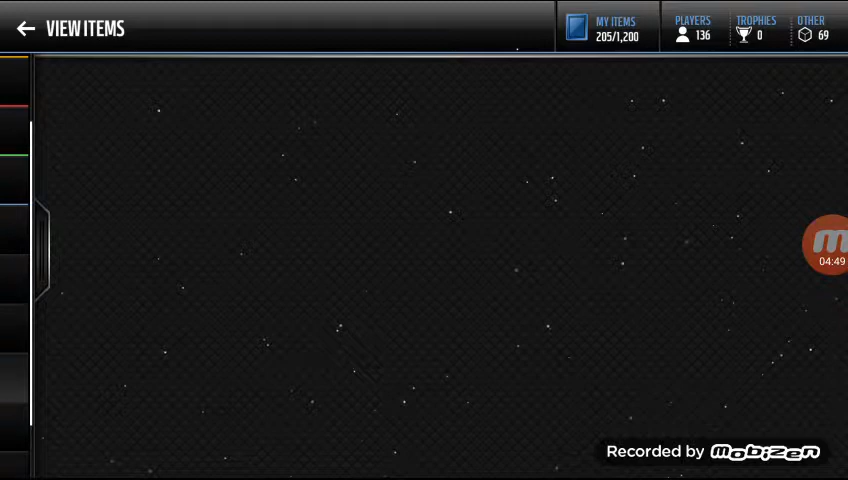 VIEW ITEMS
MY ITEMS
205/1,200
PLAYERS
136
TROPHIES
0
OTHER
69
m
04:49
Recorded by mobizen